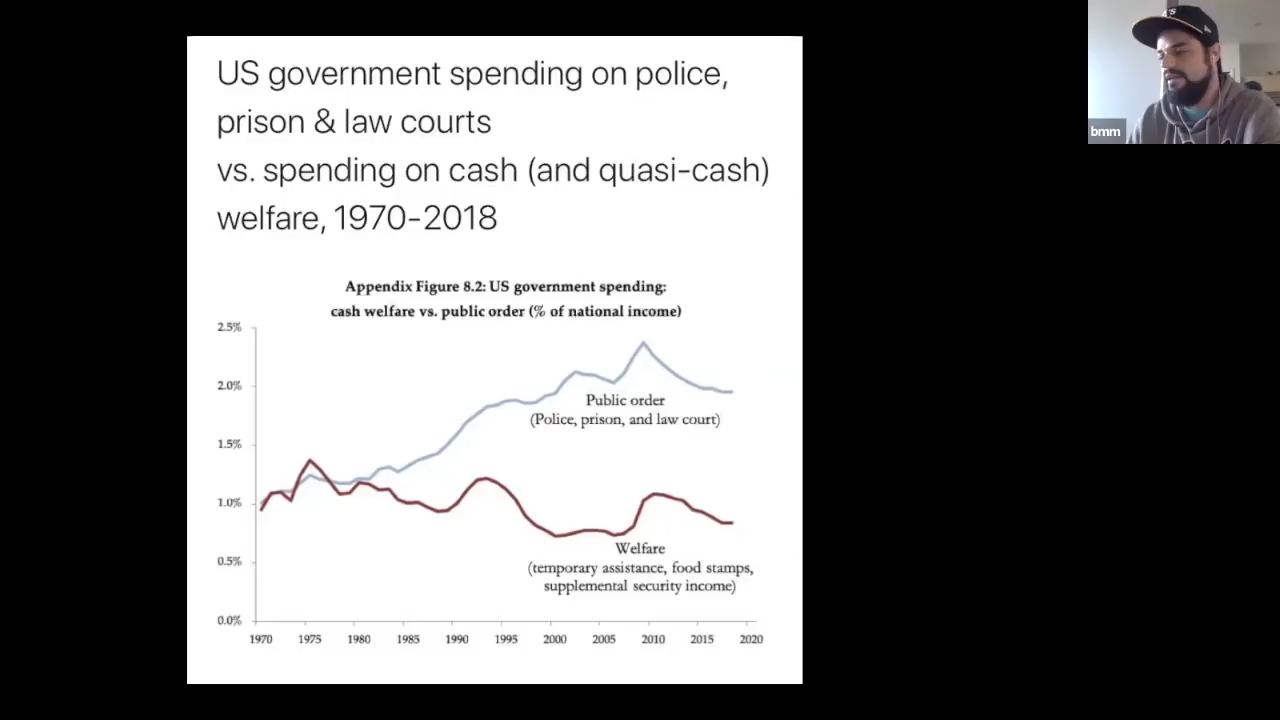 US government spending on police,
prison & law courts
vs. spending on cash (and quasi-cash)
welfare, 1970-2018
Appendix Figure 8.2: US government spending:
cash welfare vs. public order (% of national income)
2.5%
2.0%
1.5%
1.0%
0.5%
0.0%
Public order
(Police, prison, and law court)
Welfare
(temporary assistance, food stamps,
supplemental security income)
1970 1975 1980 1985 1990 1995 2000 2005 2010 2015 2020
bmm